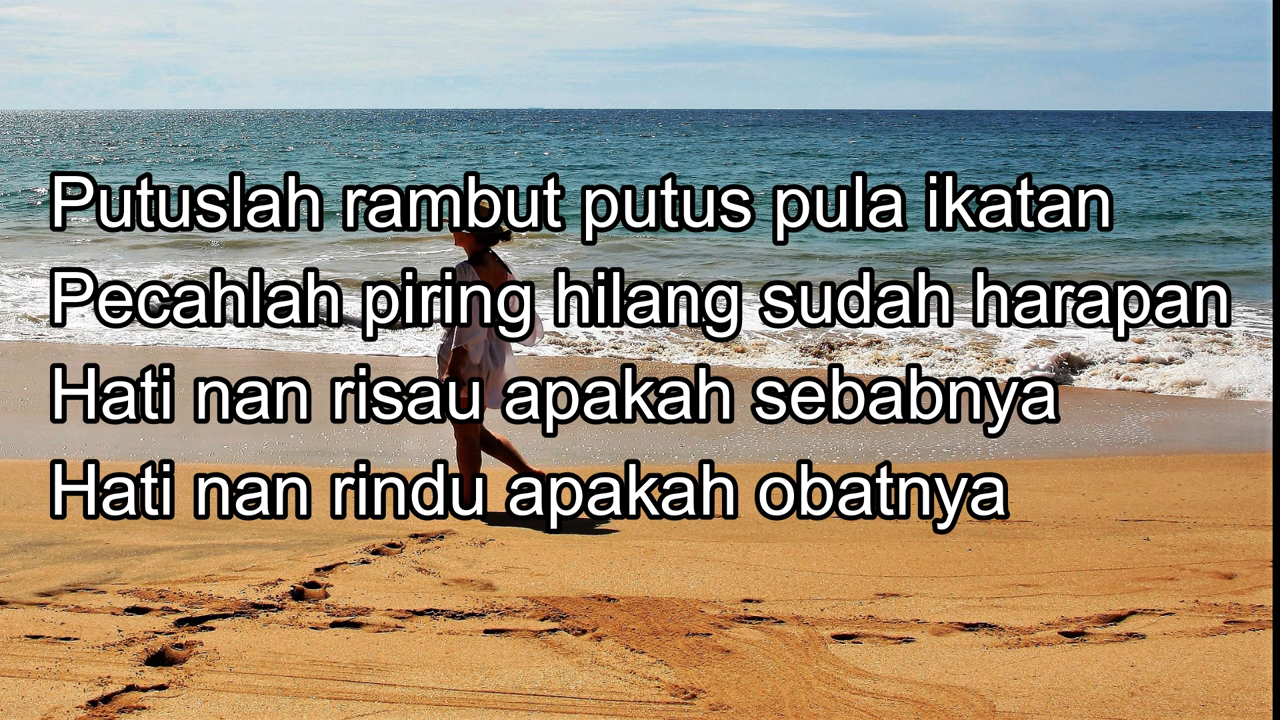 Putuslah rambut putus pula ikatan
Pecahlah piring hilang sudah harapan
Hati nan risau apakah sebabnya
Hati nan rindu apakah obatnya